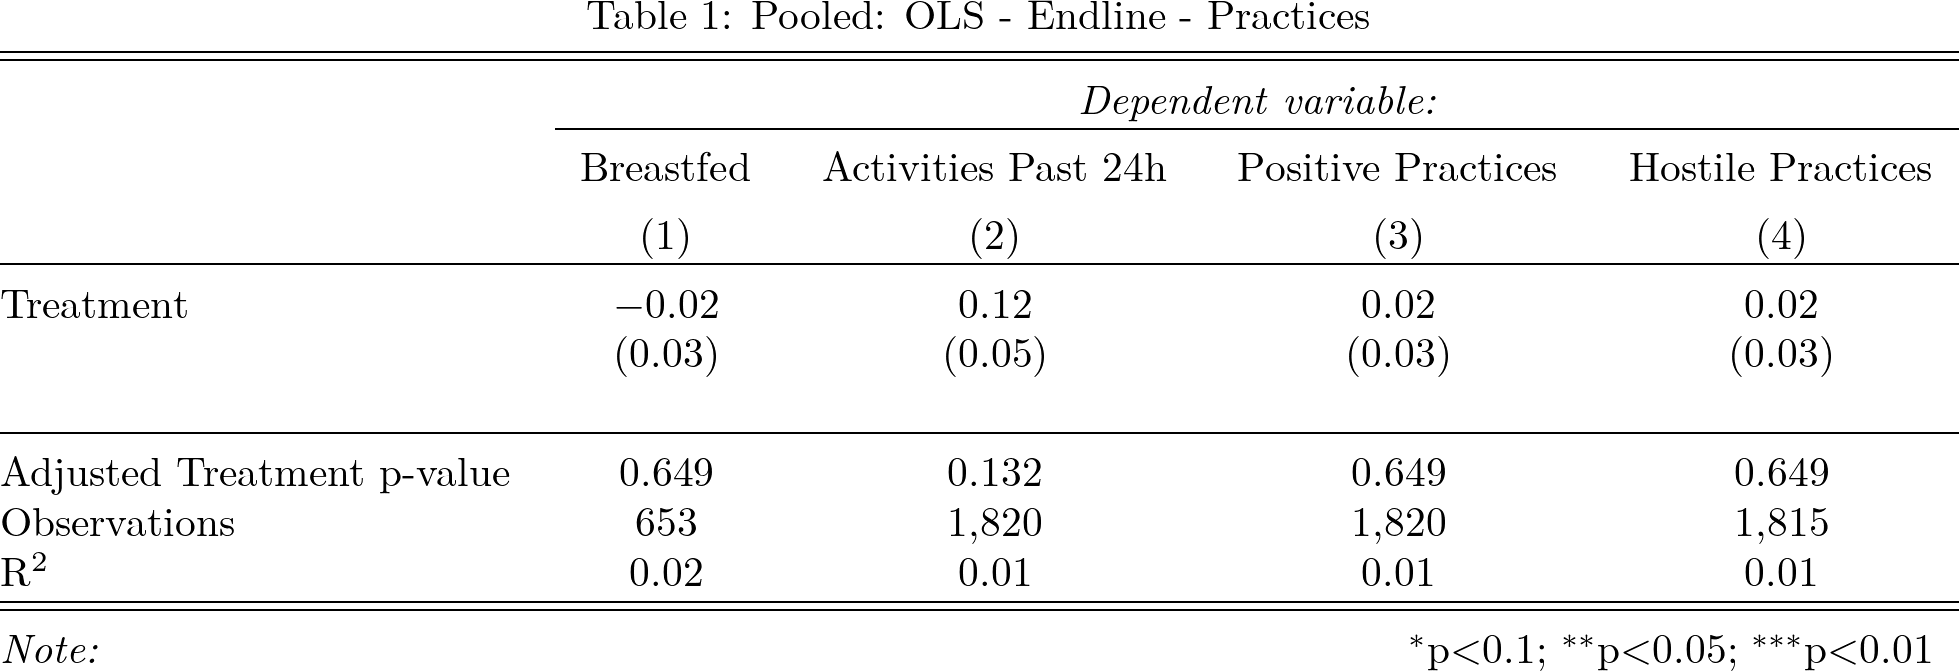 Table 1: Pooled: OLS - Endline - Practices
Dependent variable:
Breastfed Activities Past 24h Positive Practices Hostile Practices
(1) (2) (3) (4)
Treatment −0.02 0.12 0.02 0.02
(0.03) (0.05) (0.03) (0.03)
Adjusted Treatment p-value 0.649 0.132 0.649 0.649
Observations 653 1,820 1,820 1,815
R² 0.02 0.01 0.01 0.01
Note: *p<0.1; **p<0.05; ***p<0.01